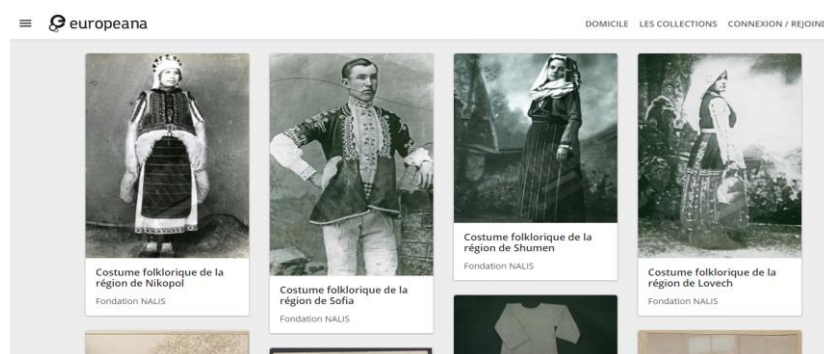 europeana
DOMICILE LES COLLECTIONS CONNEXION / REJOIND
Costume folklorique de la
région de Nikopol
Fondation NALIS
Costume folklorique de la
région de Sofia
Fondation NALIS
Costume folklorique de la
région de Shumen
Fondation NALIS
Costume folklorique de la
région de Lovech
Fondation NALIS